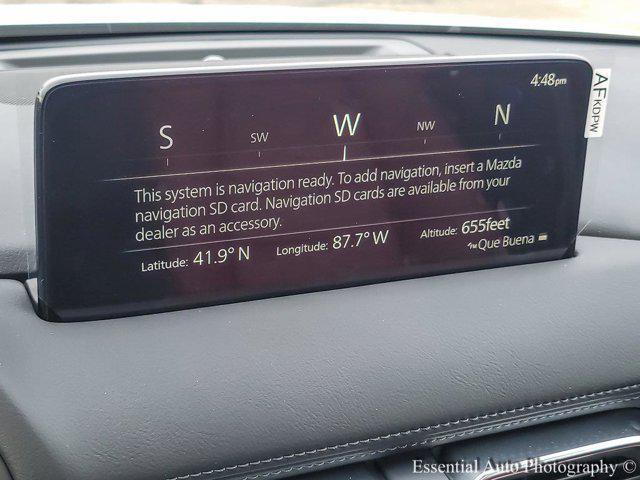 4:48pm
S SW W NW N
This system is navigation ready. To add navigation, insert a Mazda
navigation SD card. Navigation SD cards are available from your
dealer as an accessory.
Latitude: 41.9° N Longitude: 87.7° W Altitude: 655feet
FM Que Buena
AF
KDPW
Essential Auto Photography ©